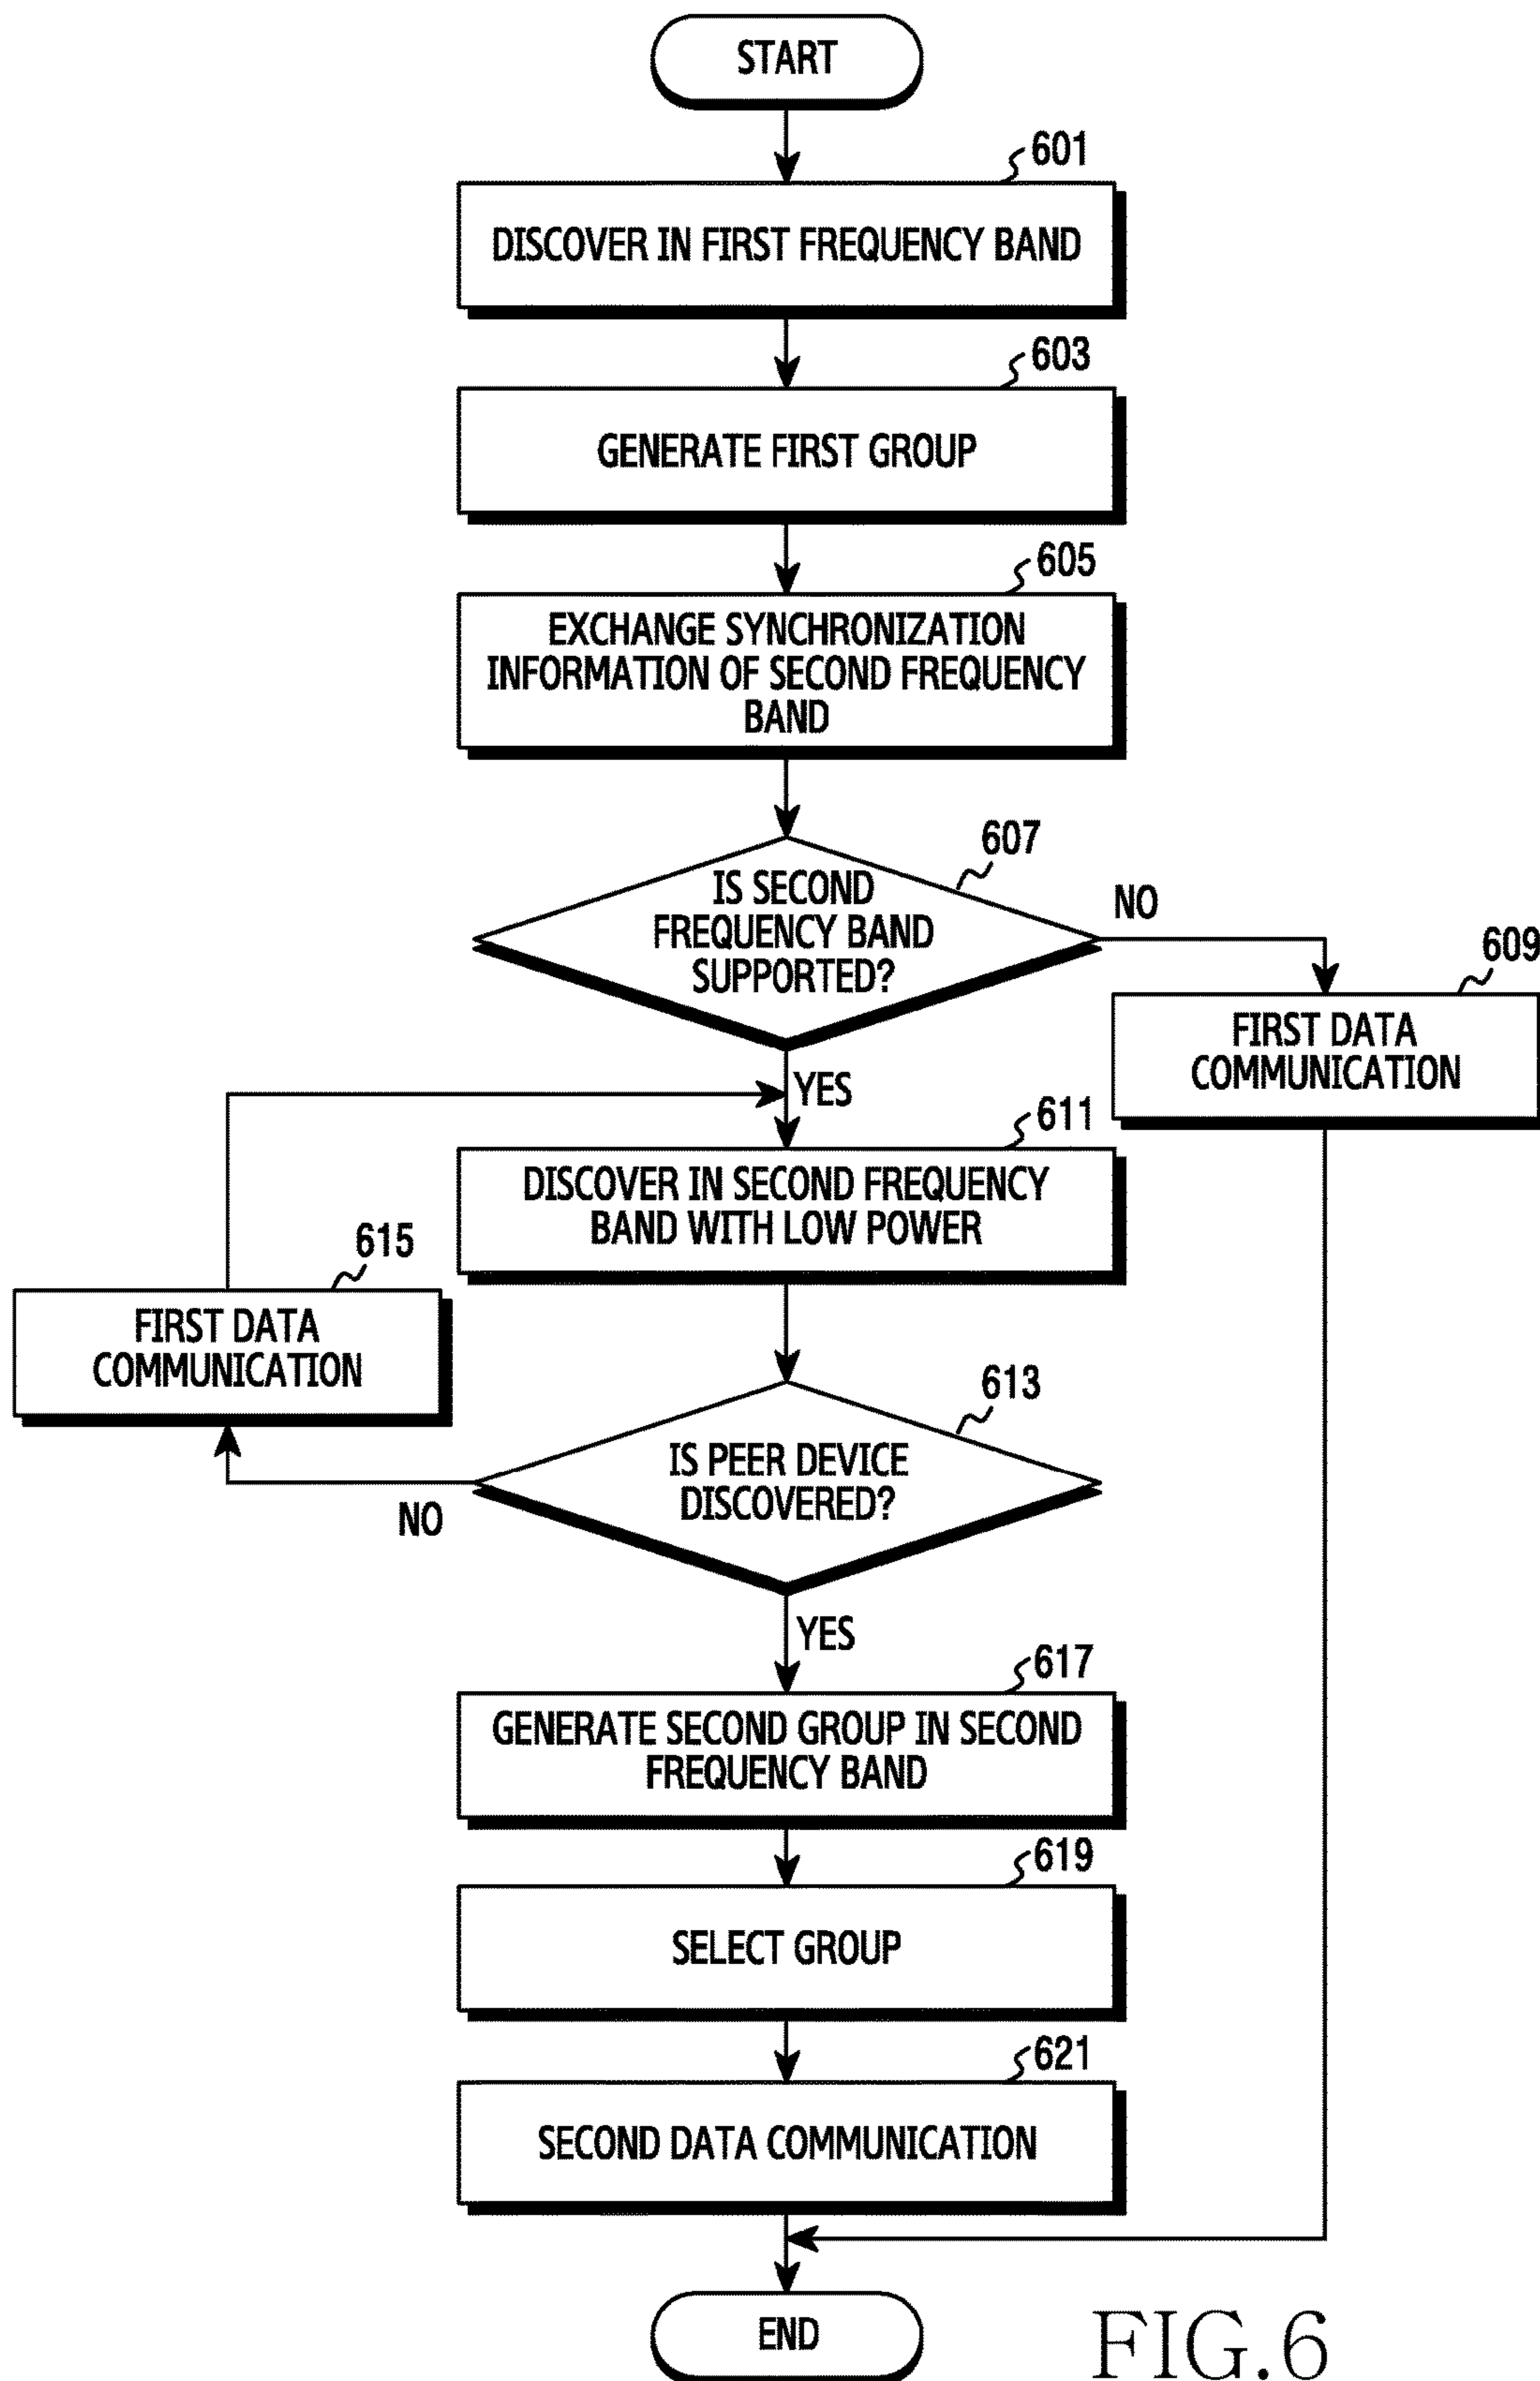 START
601
DISCOVER IN FIRST FREQUENCY BAND
603
GENERATE FIRST GROUP
605
EXCHANGE SYNCHRONIZATION
INFORMATION OF SECOND FREQUENCY
BAND
607
IS SECOND
FREQUENCY BAND
SUPPORTED?
NO
609
FIRST DATA
COMMUNICATION
YES
611
DISCOVER IN SECOND FREQUENCY
BAND WITH LOW POWER
615
FIRST DATA
COMMUNICATION
613
IS PEER DEVICE
DISCOVERED?
NO
YES
617
GENERATE SECOND GROUP IN SECOND
FREQUENCY BAND
619
SELECT GROUP
621
SECOND DATA COMMUNICATION
END
FIG.6